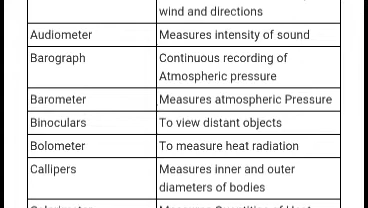 wind and directions
Audiometer Measures intensity of sound
Barograph Continuous recording of
Atmospheric pressure
Barometer Measures atmospheric Pressure
Binoculars To view distant objects
Bolometer To measure heat radiation
Callipers Measures inner and outer
diameters of bodies